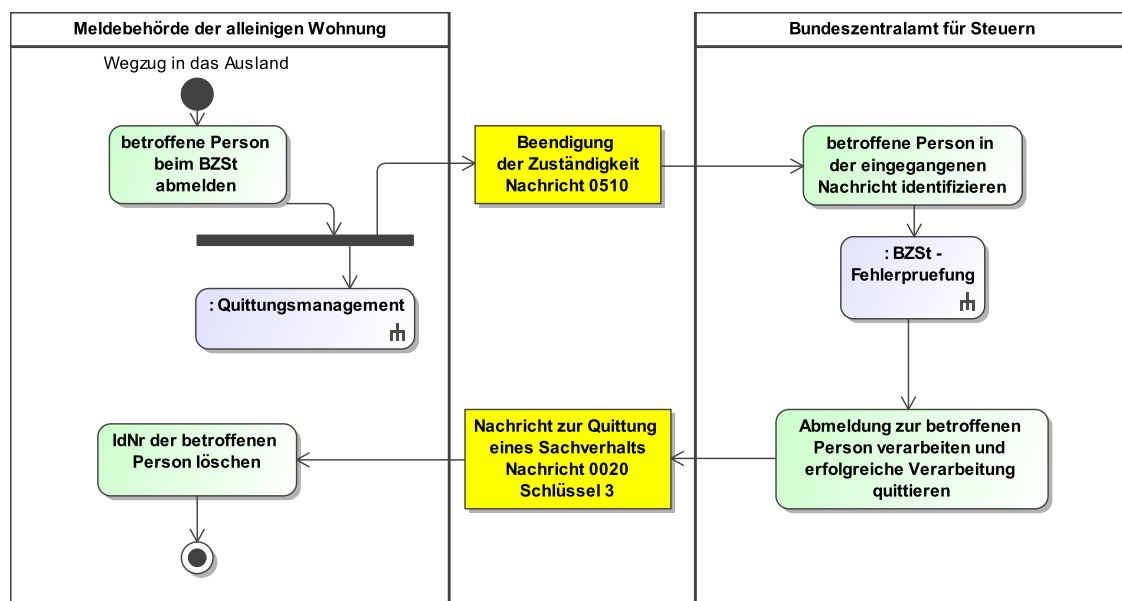 Meldebehörde der alleinigen Wohnung
Bundeszentralamt für Steuern
Wegzug in das Ausland
betroffene Person
beim BZSt
abmelden
Beendigung
der Zuständigkeit
Nachricht 0510
betroffene Person in
der eingegangenen
Nachricht identifizieren
: Quittungsmanagement
: BZSt -
Fehlerpruefung
IdNr der betroffenen
Person löschen
Nachricht zur Quittung
eines Sachverhalts
Nachricht 0020
Schlüssel 3
Abmeldung zur betroffenen
Person verarbeiten und
erfolgreiche Verarbeitung
quittieren